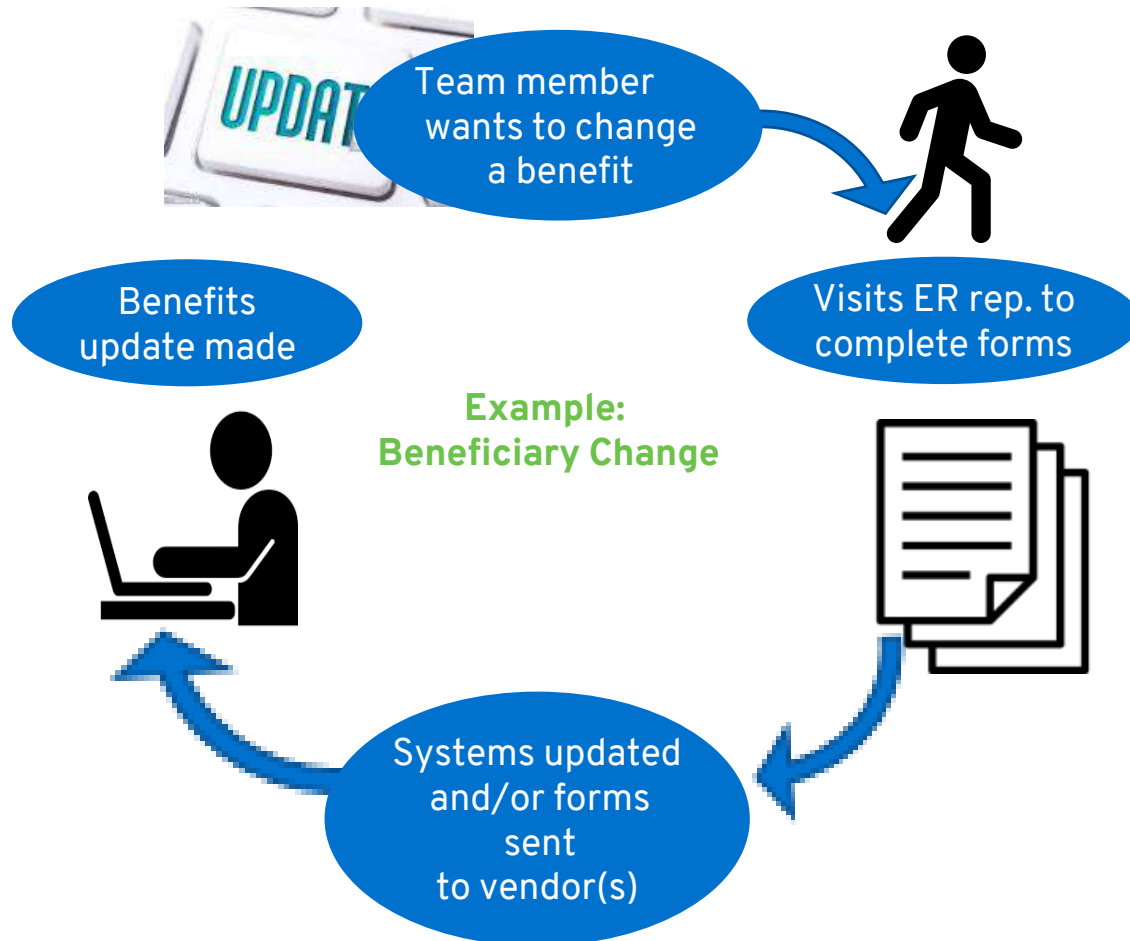 UPDAT
Team member
wants to change
a benefit
Benefits
update made
Visits ER rep. to
complete forms
Example:
Beneficiary Change
Systems updated
and/or forms
sent
to vendor(s)